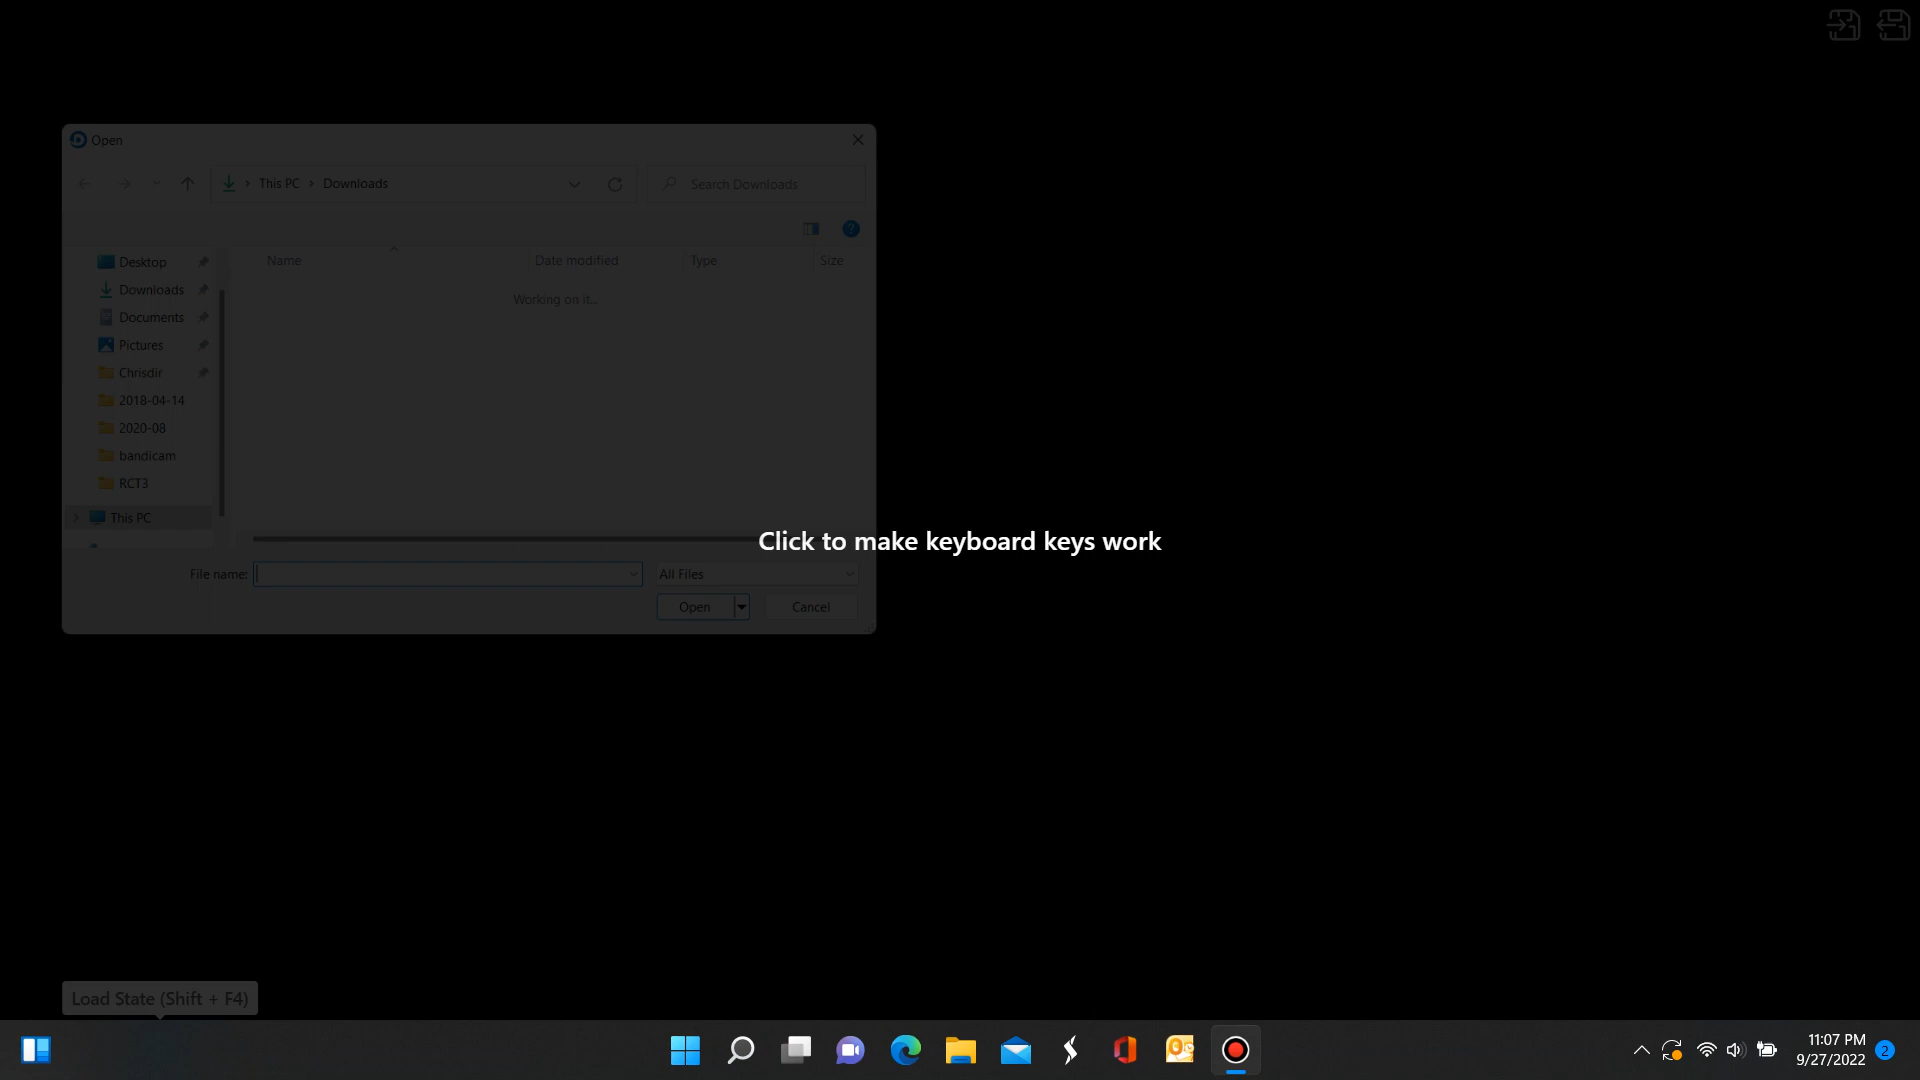 Open
This PC > Downloads
Search Downloads
?
Name
Date modified
Type
Size
Working on it...
Desktop
Downloads
Documents
Pictures
Chrisdir
2018-04-14
2020-08
bandicam
RCT3
This PC
Click to make keyboard keys work
File name:
All Files
Open
Cancel
Load State (Shift + F4)
11:07 PM
9/27/2022
2